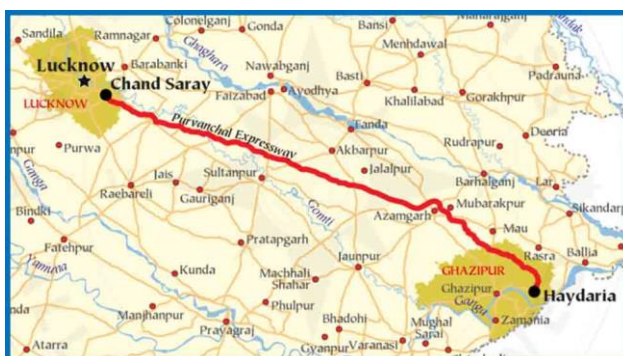 Sandila
Ramnagar
Colonelganj
Gonda
Bansi
Maharajganj
Ghaghara
Menhdawal
Lucknow
Barabanki
Nawabganj
Basti
Padrauna
Chand Saray
Faizabad
Ayodhya
Khalilabad
Gorakhpur
LUCKNOW
Purvanchal Expressway
Tanda
Rudrapur
Deoria
Purwa
Akbarpur
Jais
Sultanpur
Jalalpur
Barhalganj
Lar
Ganga
Raebareli
Gauriganj
Gomti
Azamgarh
Mubarakpur
Sikandarp
Bindki
Mau
Fatehpur
Pratapgarh
Rasra
Ballia
Yamuna
Kunda
Machhali
Shahar
Jaunpur
GHAZIPUR
Ghazipur
Haydaria
Ganga
Manjhanpur
Phulpur
Zamania
Prayagraj
Bhadohi
Mughal
Sarai
Atarra
Gyanpur
Varanasi